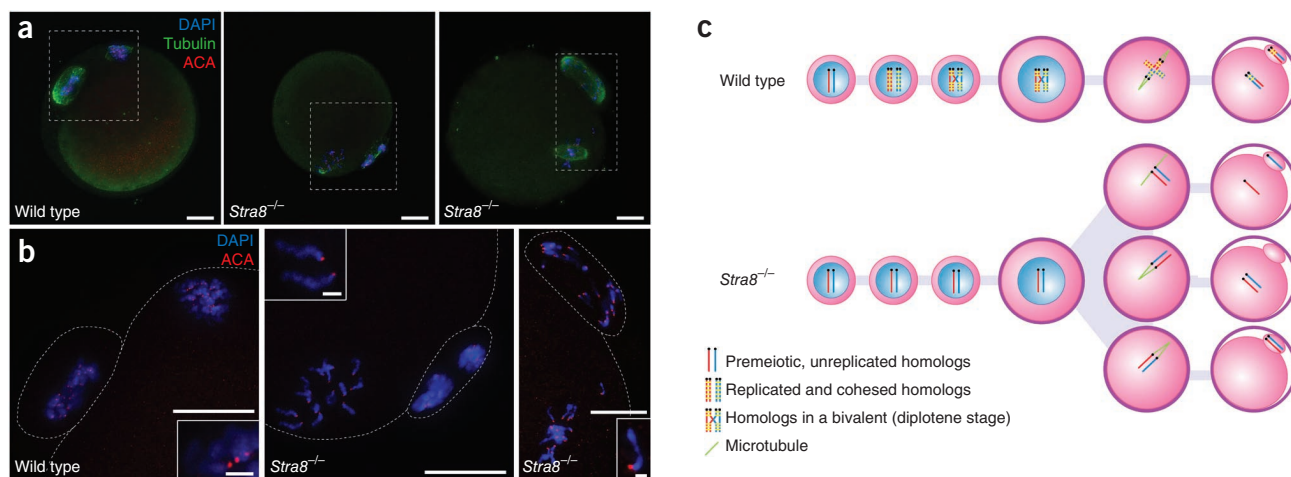 a
DAPI
Tubulin
ACA
Wild type
Stra8–/–
Stra8–/–
b
DAPI
ACA
Wild type
Stra8–/–
Stra8–/–
c
Wild type
Stra8–/–
Premeiotic, unreplicated homologs
Replicated and cohesed homologs
Homologs in a bivalent (diplotene stage)
Microtubule